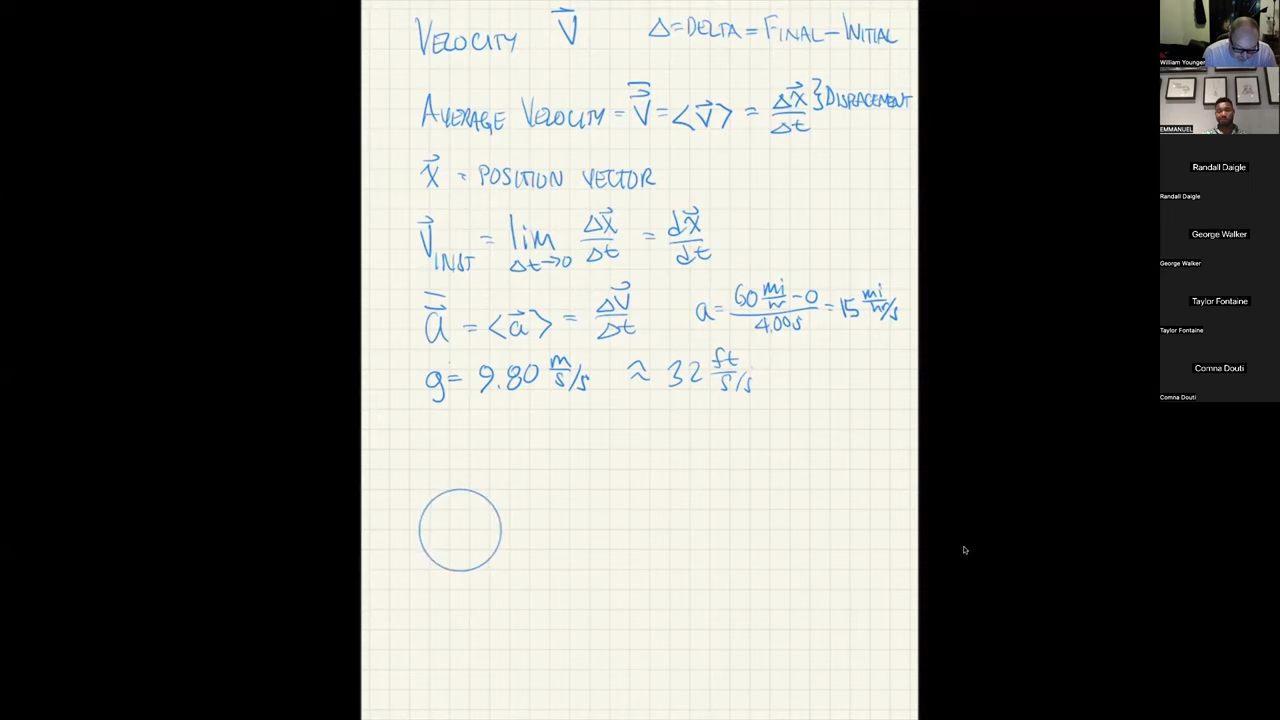 VELOCITY V⃗ Δ=DELTA=FINAL-INITIAL
AVERAGE VELOCITY = V⃗̄ = <V⃗> = Δx⃗/Δt }DISPLACEMENT
x⃗ = POSITION VECTOR
V⃗INST = lim Δt→0 Δx⃗/Δt = dx⃗/dt
a⃗̄ = <a⃗> = ΔV⃗/Δt a = (60 mi/hr - 0)/4.00s = 15 mi/hr/s
g = 9.80 m/s/s ≈ 32 ft/s/s
William Younger
EMMANUEL
Randall Daigle
Randall Daigle
George Walker
George Walker
Taylor Fontaine
Taylor Fontaine
Comna Douti
Comna Douti